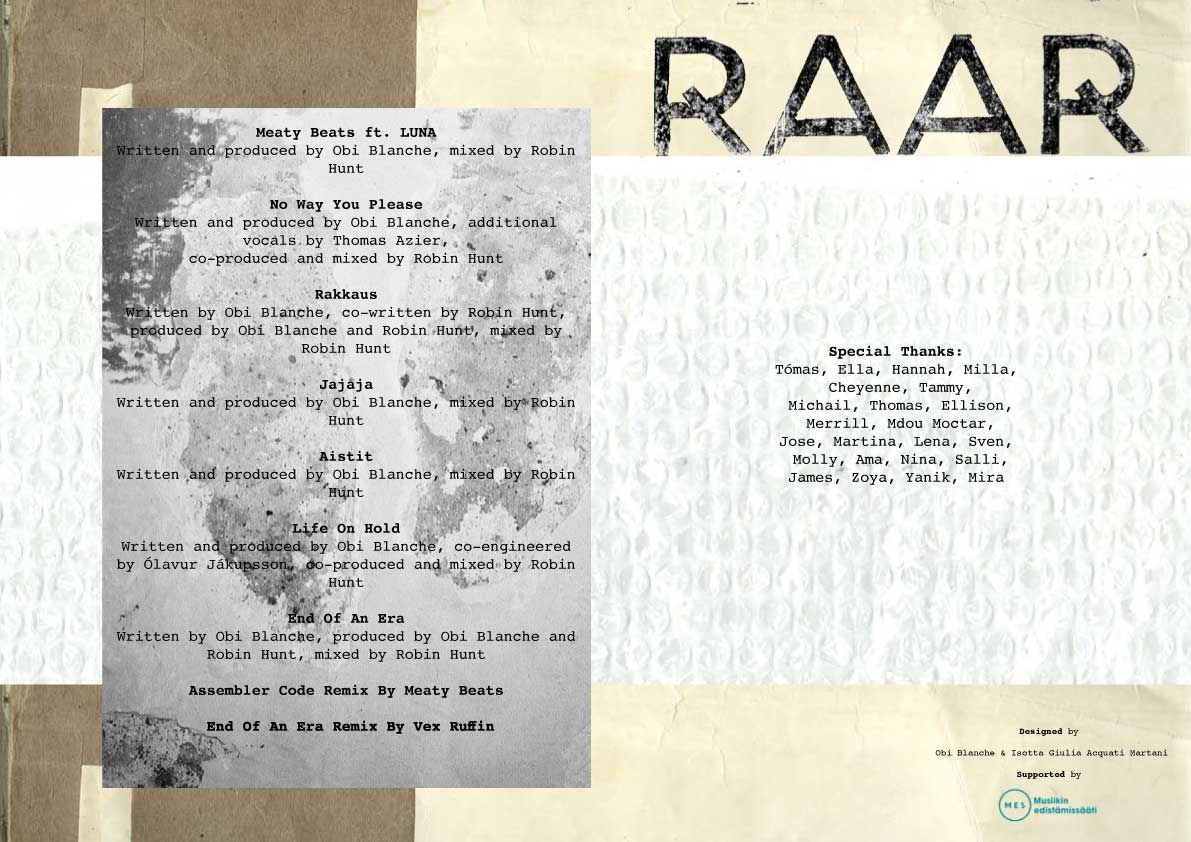 RAAR
Meaty Beats ft. LUNA
Written and produced by Obi Blanche, mixed by Robin
Hunt
No Way You Please
Written and produced by Obi Blanche, additional
vocals by Thomas Azier,
co-produced and mixed by Robin Hunt
Rakkaus
Written by Obi Blanche, co-written by Robin Hunt,
produced by Obi Blanche and Robin Hunt, mixed by
Robin Hunt
Jajája
Written and produced by Obi Blanche, mixed by Robin
Hunt
Aistit
Written and produced by Obi Blanche, mixed by Robin
Hunt
Life On Hold
Written and produced by Obi Blanche, co-engineered
by Ólavur Jákupsson, co-produced and mixed by Robin
Hunt
End Of An Era
Written by Obi Blanche, produced by Obi Blanche and
Robin Hunt, mixed by Robin Hunt
Assembler Code Remix By Meaty Beats
End Of An Era Remix By Vex Ruffin
Special Thanks:
Tómas, Ella, Hannah, Milla,
Cheyenne, Tammy,
Michail, Thomas, Ellison,
Merrill, Mdou Moctar,
Jose, Martina, Lena, Sven,
Molly, Ama, Nina, Salli,
James, Zoya, Yanik, Mira
Designed by
Obi Blanche & Isotta Giulia Acquati Martani
Supported by
MES Musiikin
edistämissäätiö